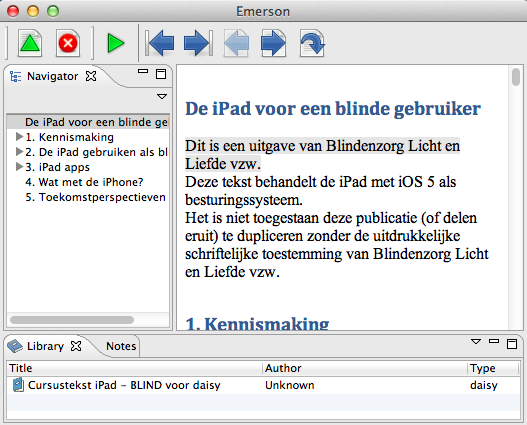 Emerson
Navigator
De iPad voor een blinde ge
1. Kennismaking
2. De iPad gebruiken als bl
3. iPad apps
4. Wat met de iPhone?
5. Toekomstperspectieven
De iPad voor een blinde gebruiker
Dit is een uitgave van Blindenzorg Licht en
Liefde vzw.
Deze tekst behandelt de iPad met iOS 5 als
besturingssysteem.
Het is niet toegestaan deze publicatie (of delen
eruit) te dupliceren zonder de uitdrukkelijke
schriftelijke toestemming van Blindenzorg Licht
en Liefde vzw.
1. Kennismaking
Library Notes
Title Author Type
Cursustekst iPad – BLIND voor daisy Unknown daisy